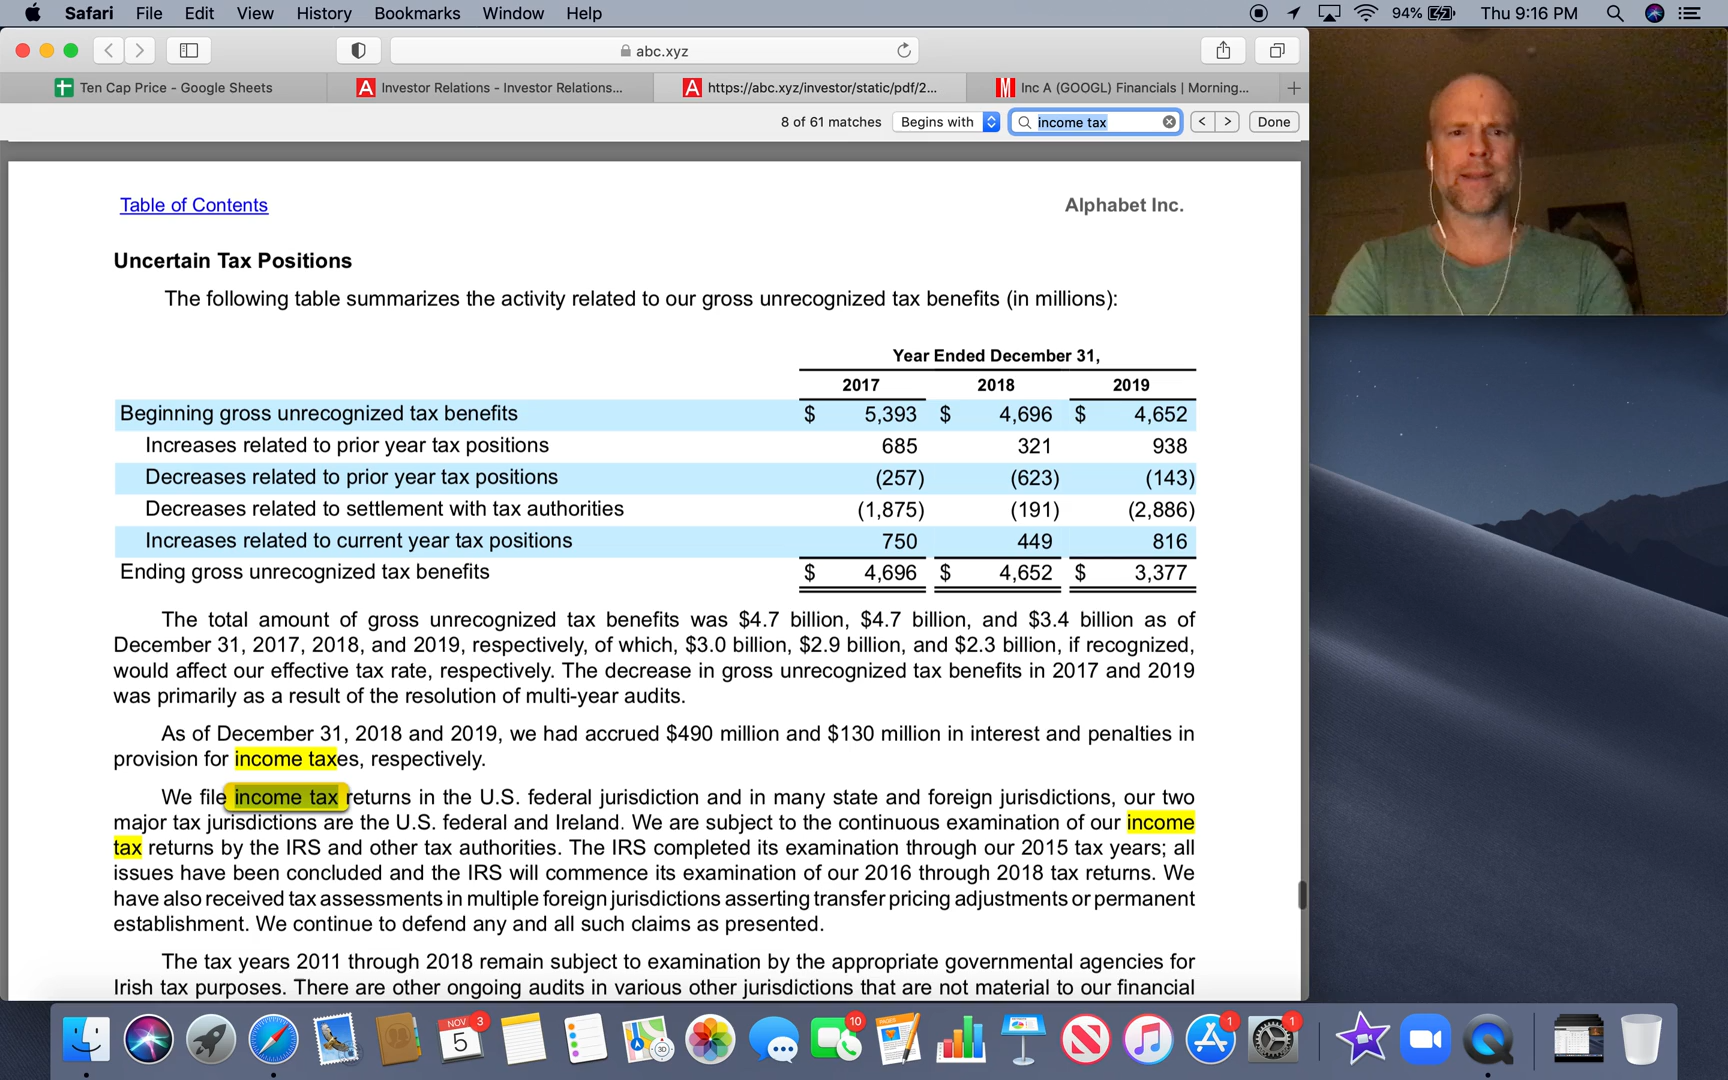 Safari File Edit View History Bookmarks Window Help 94% Thu 9:16 PM
abc.xyz
Ten Cap Price - Google Sheets
Investor Relations - Investor Relations...
https://abc.xyz/investor/static/pdf/2...
Inc A (GOOGL) Financials | Morning...
8 of 61 matches Begins with income tax < > Done
Table of Contents Alphabet Inc.
Uncertain Tax Positions
The following table summarizes the activity related to our gross unrecognized tax benefits (in millions):
Year Ended December 31,
2017 2018 2019
Beginning gross unrecognized tax benefits $ 5,393 $ 4,696 $ 4,652
Increases related to prior year tax positions 685 321 938
Decreases related to prior year tax positions (257) (623) (143)
Decreases related to settlement with tax authorities (1,875) (191) (2,886)
Increases related to current year tax positions 750 449 816
Ending gross unrecognized tax benefits $ 4,696 $ 4,652 $ 3,377
The total amount of gross unrecognized tax benefits was $4.7 billion, $4.7 billion, and $3.4 billion as of
December 31, 2017, 2018, and 2019, respectively, of which, $3.0 billion, $2.9 billion, and $2.3 billion, if recognized,
would affect our effective tax rate, respectively. The decrease in gross unrecognized tax benefits in 2017 and 2019
was primarily as a result of the resolution of multi-year audits.
As of December 31, 2018 and 2019, we had accrued $490 million and $130 million in interest and penalties in
provision for income taxes, respectively.
We file income tax returns in the U.S. federal jurisdiction and in many state and foreign jurisdictions, our two
major tax jurisdictions are the U.S. federal and Ireland. We are subject to the continuous examination of our income
tax returns by the IRS and other tax authorities. The IRS completed its examination through our 2015 tax years; all
issues have been concluded and the IRS will commence its examination of our 2016 through 2018 tax returns. We
have also received tax assessments in multiple foreign jurisdictions asserting transfer pricing adjustments or permanent
establishment. We continue to defend any and all such claims as presented.
The tax years 2011 through 2018 remain subject to examination by the appropriate governmental agencies for
Irish tax purposes. There are other ongoing audits in various other jurisdictions that are not material to our financial
NOV 3
5
3D
10
PAGES
1
1